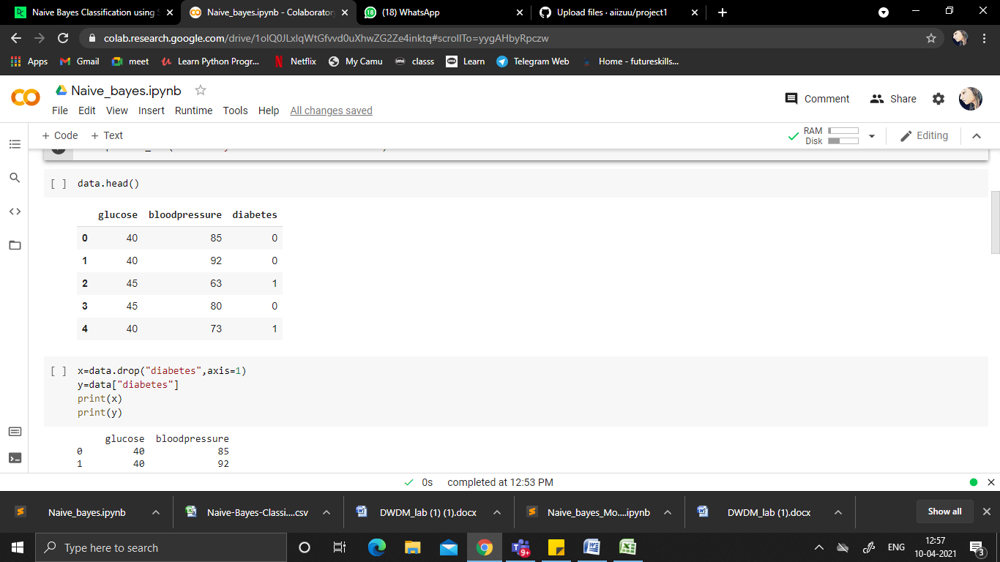 Naive Bayes Classification using S
Naive_bayes.ipynb - Colaboratory
(18) WhatsApp
Upload files · aiizuu/project1
colab.research.google.com/drive/1oIQ0JLxlqWtGfvvd0uXhwZG2Ze4inktq#scrollTo=yygAHbyRpczw
Apps
Gmail
meet
Learn Python Progr...
Netflix
My Camu
classs
Learn
Telegram Web
Home - futureskills...
Naive_bayes.ipynb
Comment
Share
File Edit View Insert Runtime Tools Help All changes saved
+ Code + Text
RAM
Disk
Editing
[ ] data.head()
glucose bloodpressure diabetes
0 40 85 0
1 40 92 0
2 45 63 1
3 45 80 0
4 40 73 1
[ ] x=data.drop("diabetes",axis=1)
y=data["diabetes"]
print(x)
print(y)
glucose bloodpressure
0 40 85
1 40 92
0s completed at 12:53 PM
Naive_bayes.ipynb
Naive-Bayes-Classi....csv
DWDM_lab (1) (1).docx
Naive_bayes_Mo....ipynb
DWDM_lab (1).docx
Show all
Type here to search
9+
ENG
12:57
10-04-2021
3